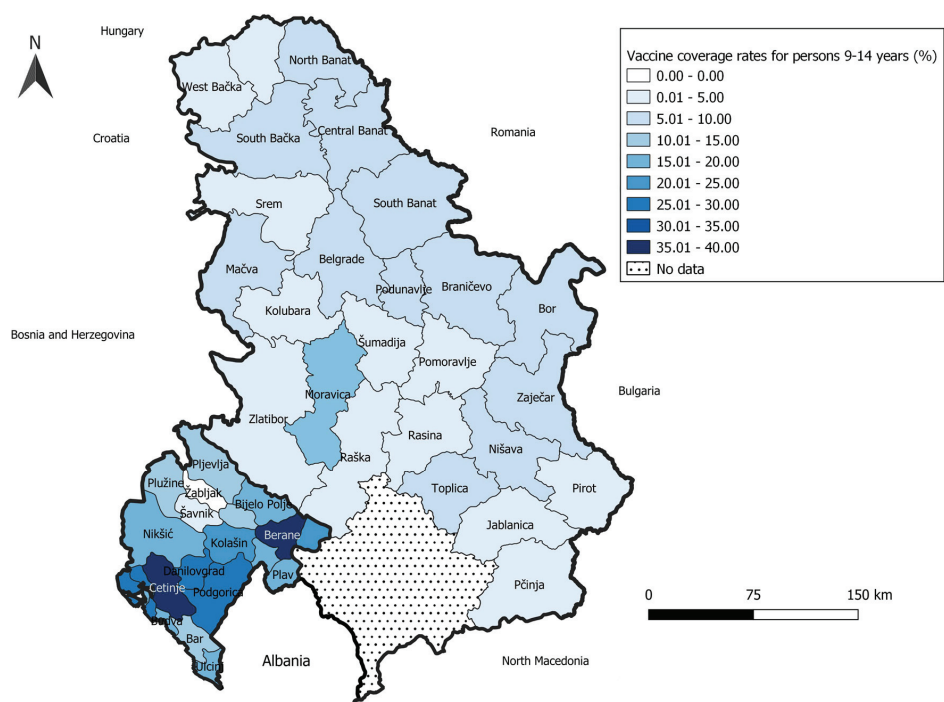 Hungary
N
North Banat
West Bačka
Croatia
South Bačka
Central Banat
Romania
Srem
South Banat
Mačva
Belgrade
Podunavlje
Braničevo
Bor
Kolubara
Bosnia and Herzegovina
Šumadija
Pomoravlje
Moravica
Zaječar
Bulgaria
Zlatibor
Rasina
Nišava
Raška
Pljevlja
Plužine
Žabljak
Toplica
Pirot
Bijelo Polje
Šavnik
Nikšić
Kolašin
Berane
Jablanica
Danilovgrad
Plav
Cetinje
Podgorica
Pčinja
Budva
Bar
Albania
Ulcinj
North Macedonia
Vaccine coverage rates for persons 9-14 years (%)
0.00 - 0.00
0.01 - 5.00
5.01 - 10.00
10.01 - 15.00
15.01 - 20.00
20.01 - 25.00
25.01 - 30.00
30.01 - 35.00
35.01 - 40.00
No data
0 75 150 km